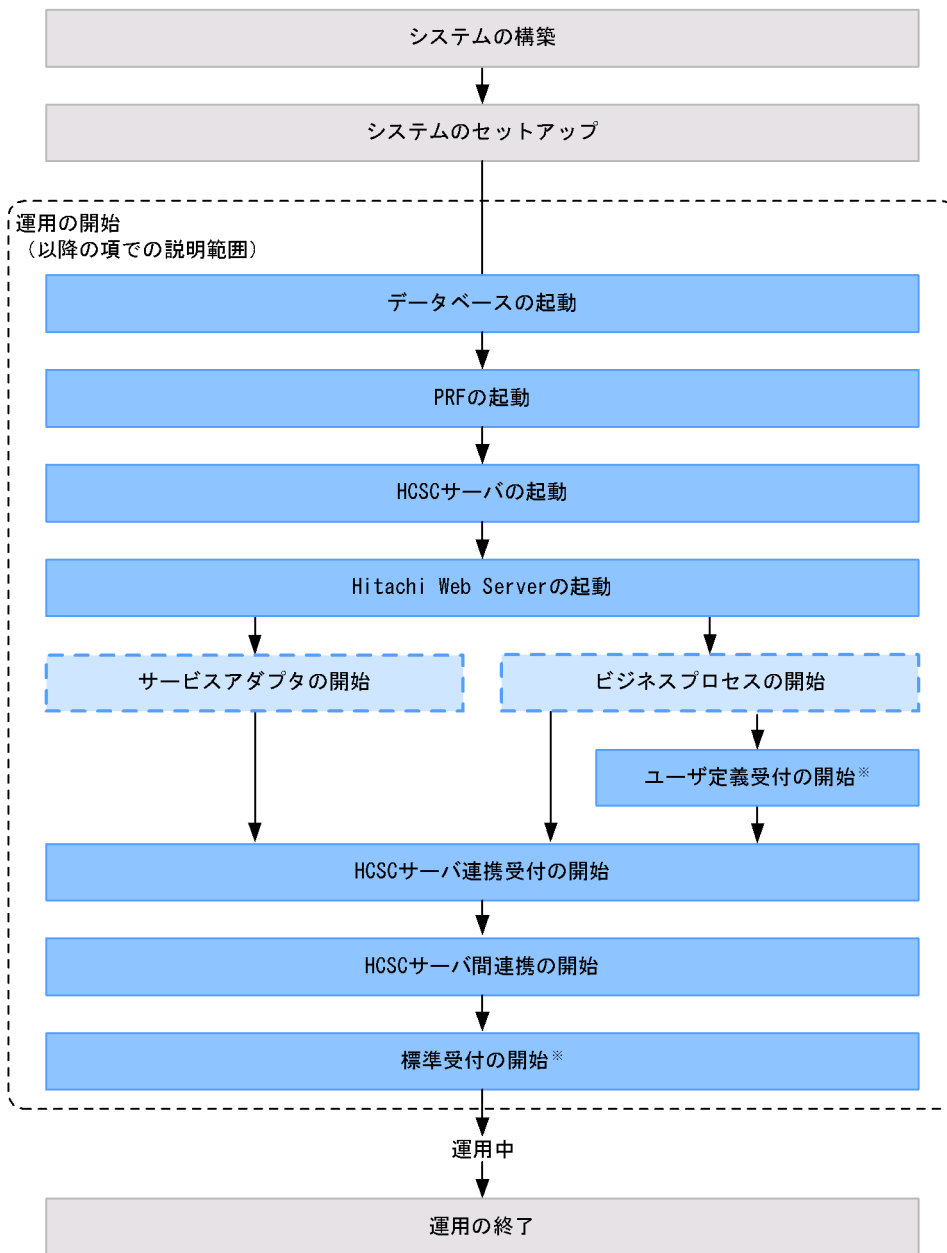 システムの構築
システムのセットアップ
運用の開始
（以降の項での説明範囲）
データベースの起動
PRFの起動
HCSCサーバの起動
Hitachi Web Serverの起動
サービスアダプタの開始
ビジネスプロセスの開始
ユーザ定義受付の開始※
HCSCサーバ連携受付の開始
HCSCサーバ間連携の開始
標準受付の開始※
運用中
運用の終了